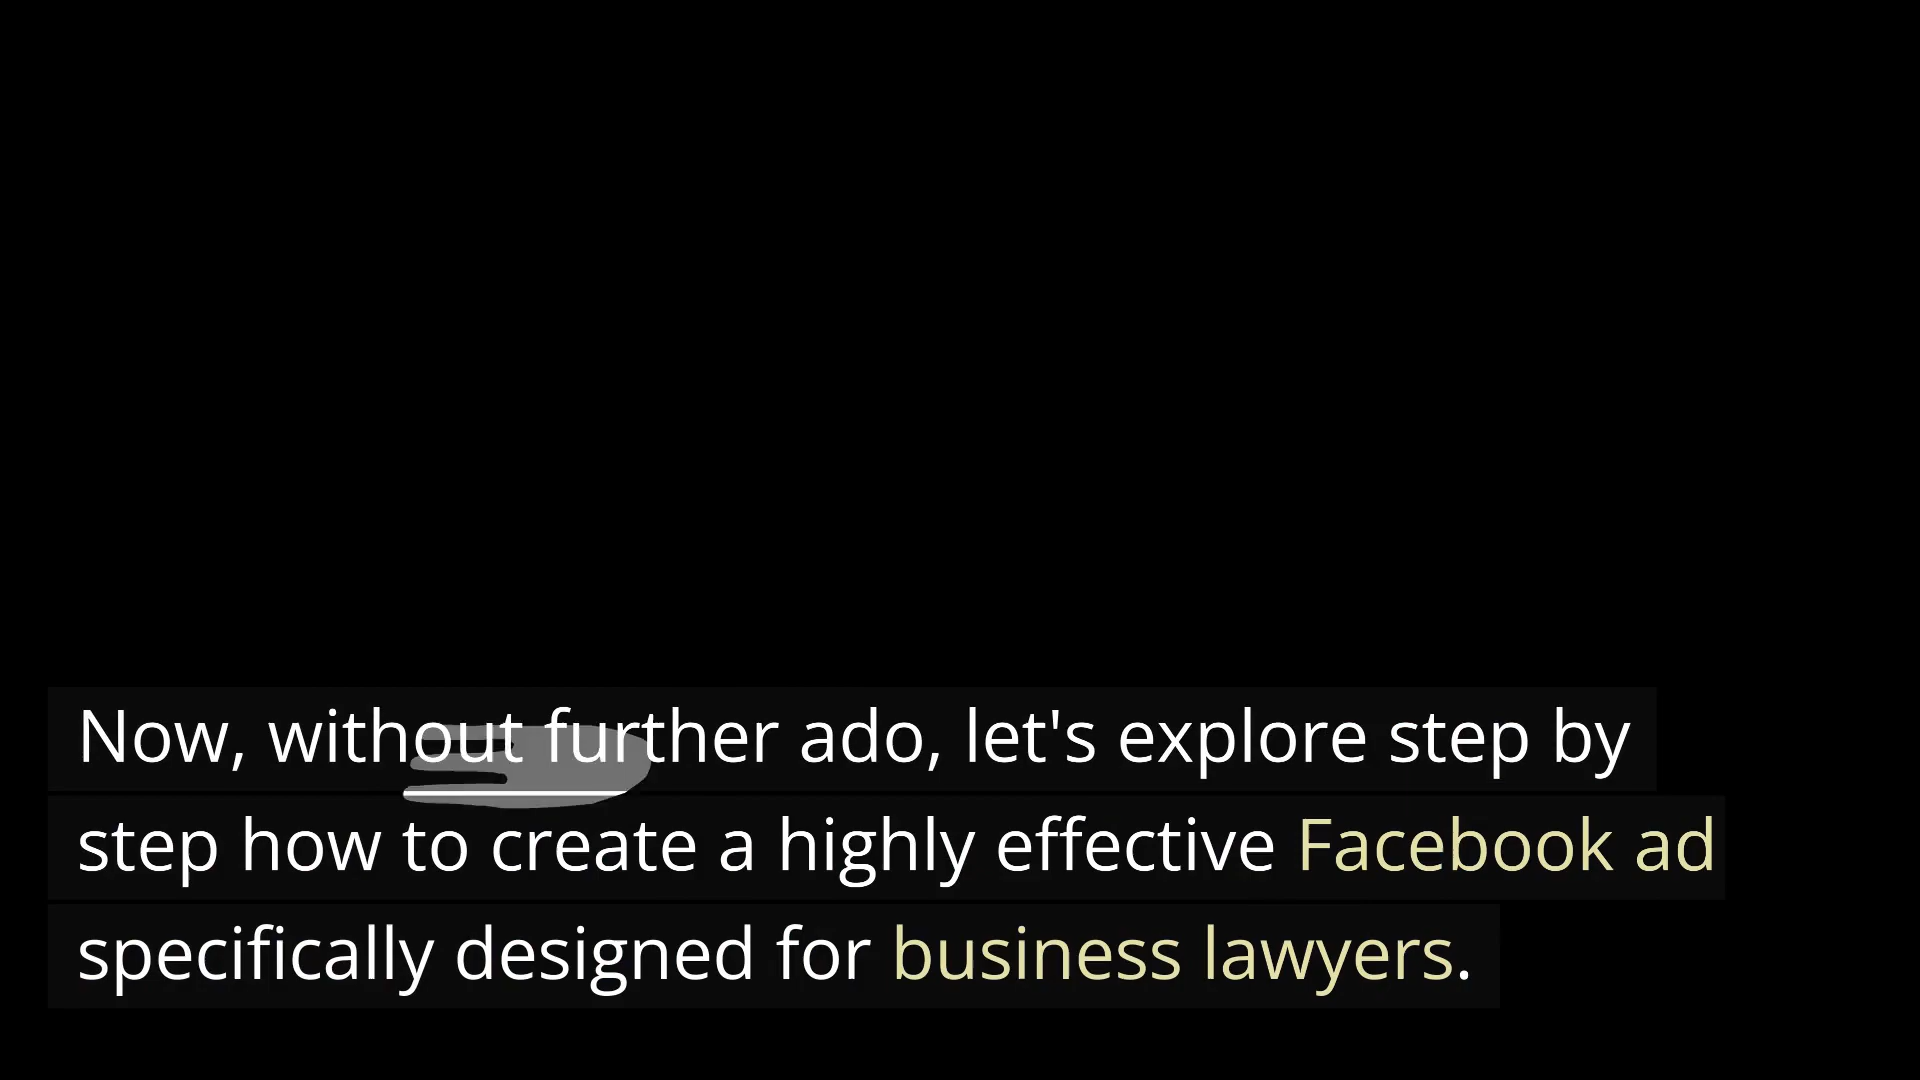 Now, without further ado, let's explore step by
step how to create a highly effective Facebook ad
specifically designed for business lawyers.